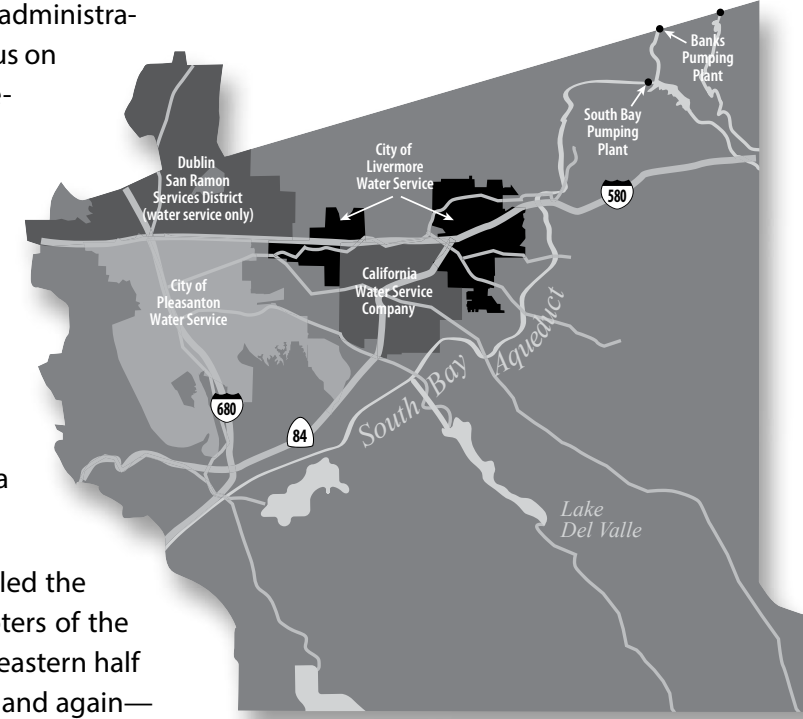 administra-
us on
-
a
led the
ters of the
eastern half
and again—
Banks
Pumping
Plant
South Bay
Pumping
Plant
City of
Livermore
Water Service
Dublin
San Ramon
Services District
(water service only)
580
California
Water Service
Company
City of
Pleasanton
Water Service
South Bay Aqueduct
680
84
Lake
Del Valle